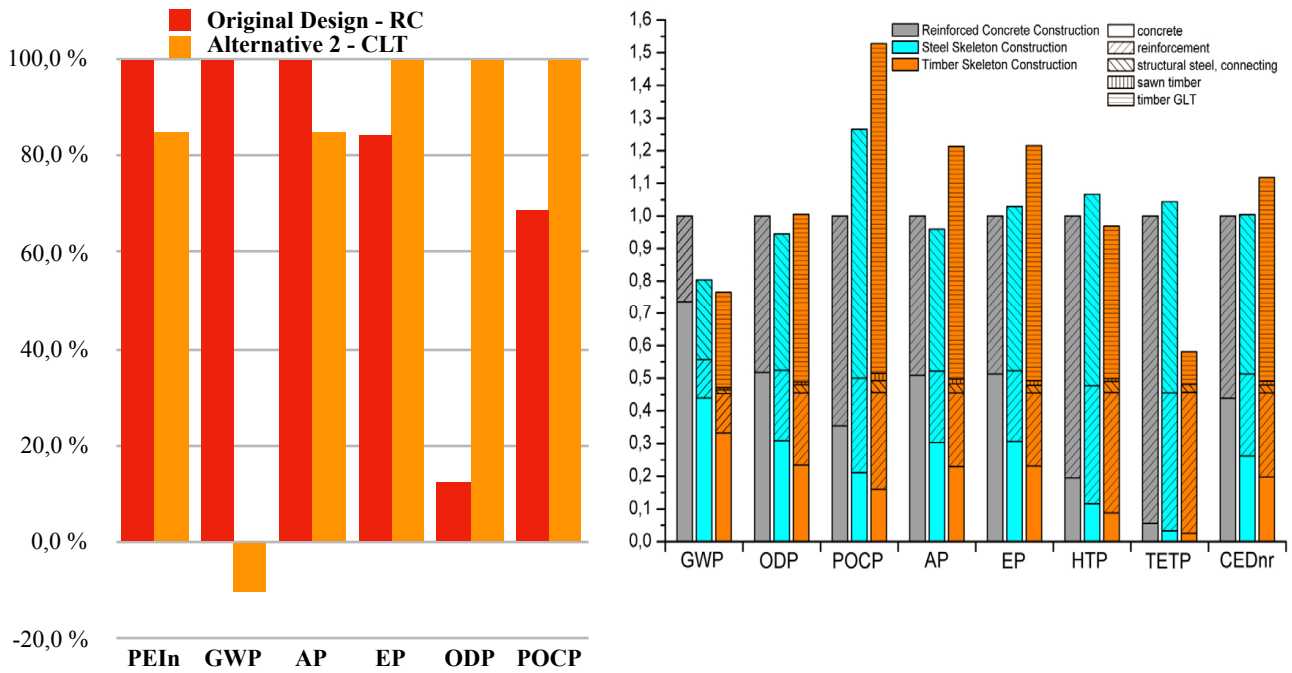 Original Design - RC
Alternative 2 - CLT
100,0 %
80,0 %
60,0 %
40,0 %
20,0 %
0,0 %
-20,0 %
PEIn GWP AP EP ODP POCP
1,6
1,5
1,4
1,3
1,2
1,1
1,0
0,9
0,8
0,7
0,6
0,5
0,4
0,3
0,2
0,1
0,0
Reinforced Concrete Construction
Steel Skeleton Construction
Timber Skeleton Construction
concrete
reinforcement
structural steel, connecting
sawn timber
timber GLT
GWP ODP POCP AP EP HTP TETP CEDnr